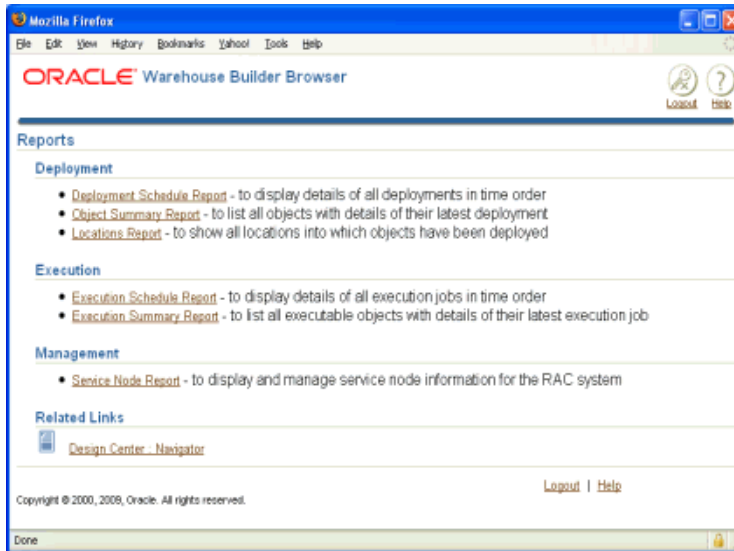 Mozilla Firefox
File Edit View History Bookmarks Yahoo! Tools Help
ORACLE Warehouse Builder Browser
Logout Help
Reports
Deployment
Deployment Schedule Report - to display details of all deployments in time order
Object Summary Report - to list all objects with details of their latest deployment
Locations Report - to show all locations into which objects have been deployed
Execution
Execution Schedule Report - to display details of all execution jobs in time order
Execution Summary Report - to list all executable objects with details of their latest execution job
Management
Service Node Report - to display and manage service node information for the RAC system
Related Links
Design Center : Navigator
Logout | Help
Copyright © 2000, 2009, Oracle. All rights reserved.
Done